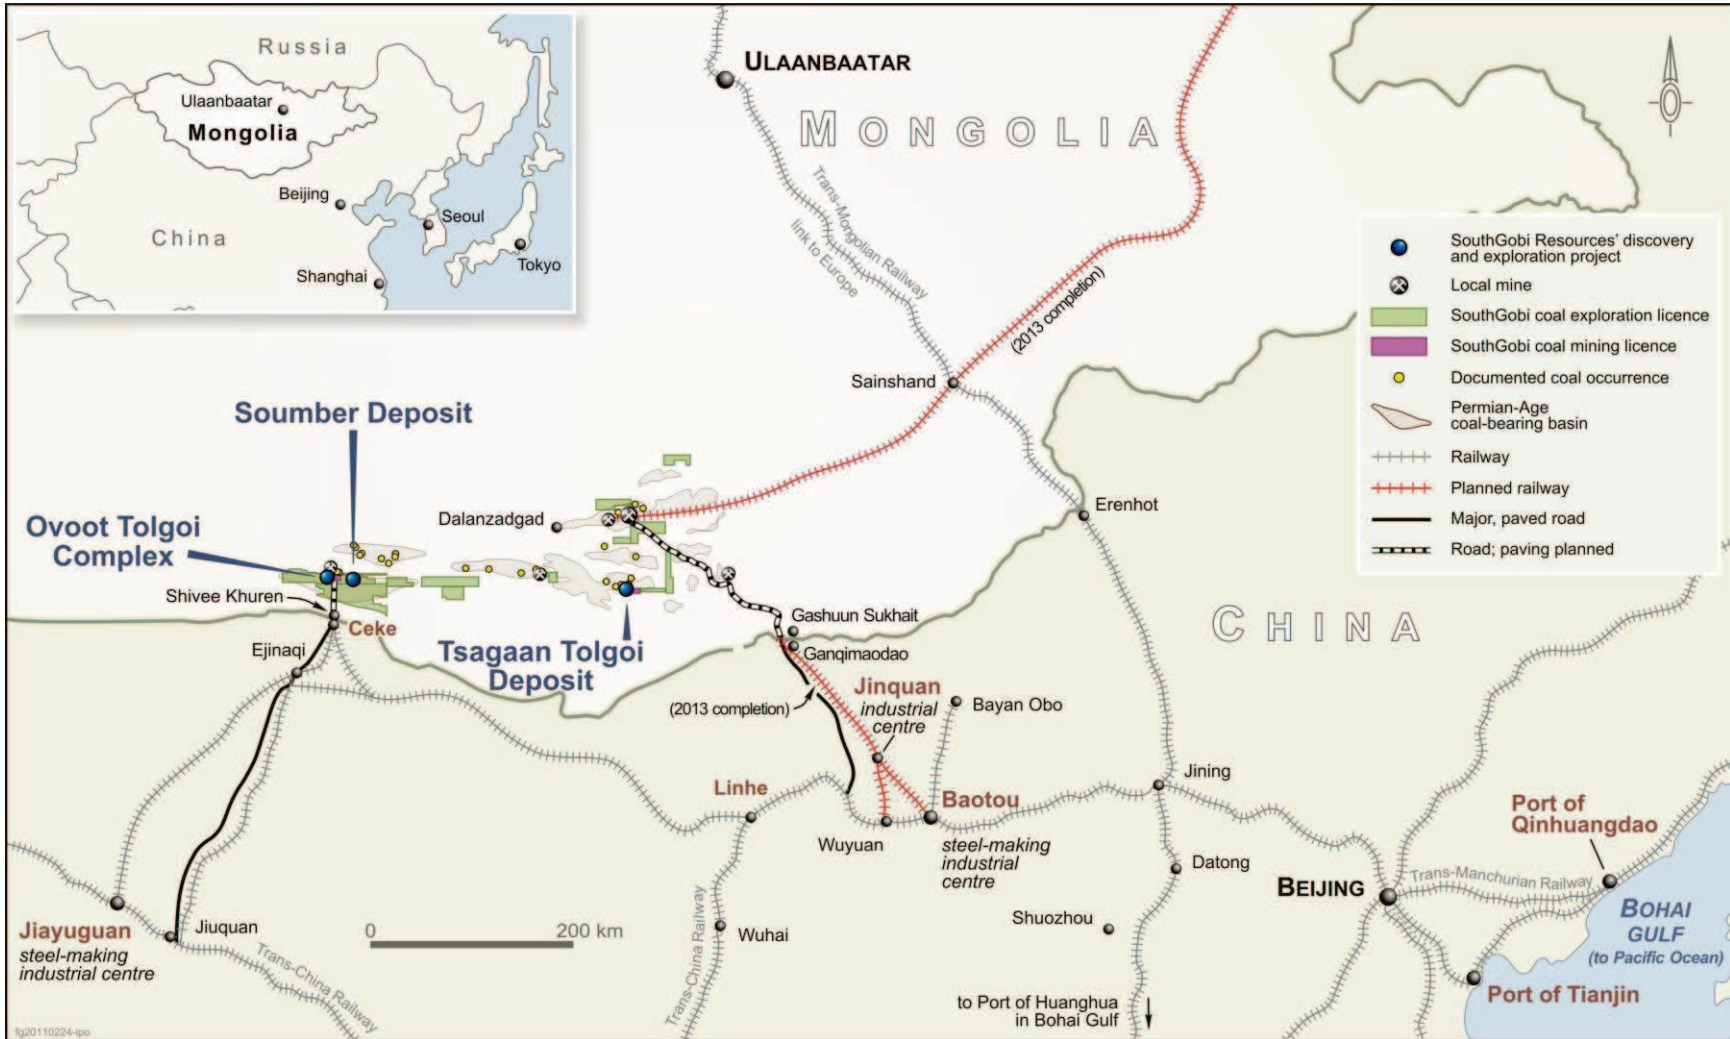 Russia
Ulaanbaatar
Mongolia
Beijing
Seoul
China
Tokyo
Shanghai
ULAANBAATAR
MONGOLIA
Trans-Mongolian Railway
link to Europe
(2013 completion)
SouthGobi Resources' discovery
and exploration project
Local mine
SouthGobi coal exploration licence
SouthGobi coal mining licence
Documented coal occurrence
Permian-Age
coal-bearing basin
Railway
Planned railway
Major, paved road
Road; paving planned
Sainshand
Soumber Deposit
Erenhot
Dalanzadgad
Ovoot Tolgoi
Complex
Shivee Khuren
Ceke
Ejinaqi
Tsagaan Tolgoi
Deposit
Gashuun Sukhait
Ganqimaodao
CHINA
(2013 completion)
Jinquan
industrial
centre
Bayan Obo
Linhe
Baotou
steel-making
industrial
centre
Wuyuan
Jining
Datong
Port of
Qinhuangdao
BEIJING
Trans-Manchurian Railway
BOHAI
GULF
(to Pacific Ocean)
Port of Tianjin
Shuozhou
Wuhai
Trans-China Railway
Jiayuguan
steel-making
industrial centre
Jiuquan
Trans-China Railway
0 200 km
to Port of Huanghua
in Bohai Gulf
fg20110224-ipo